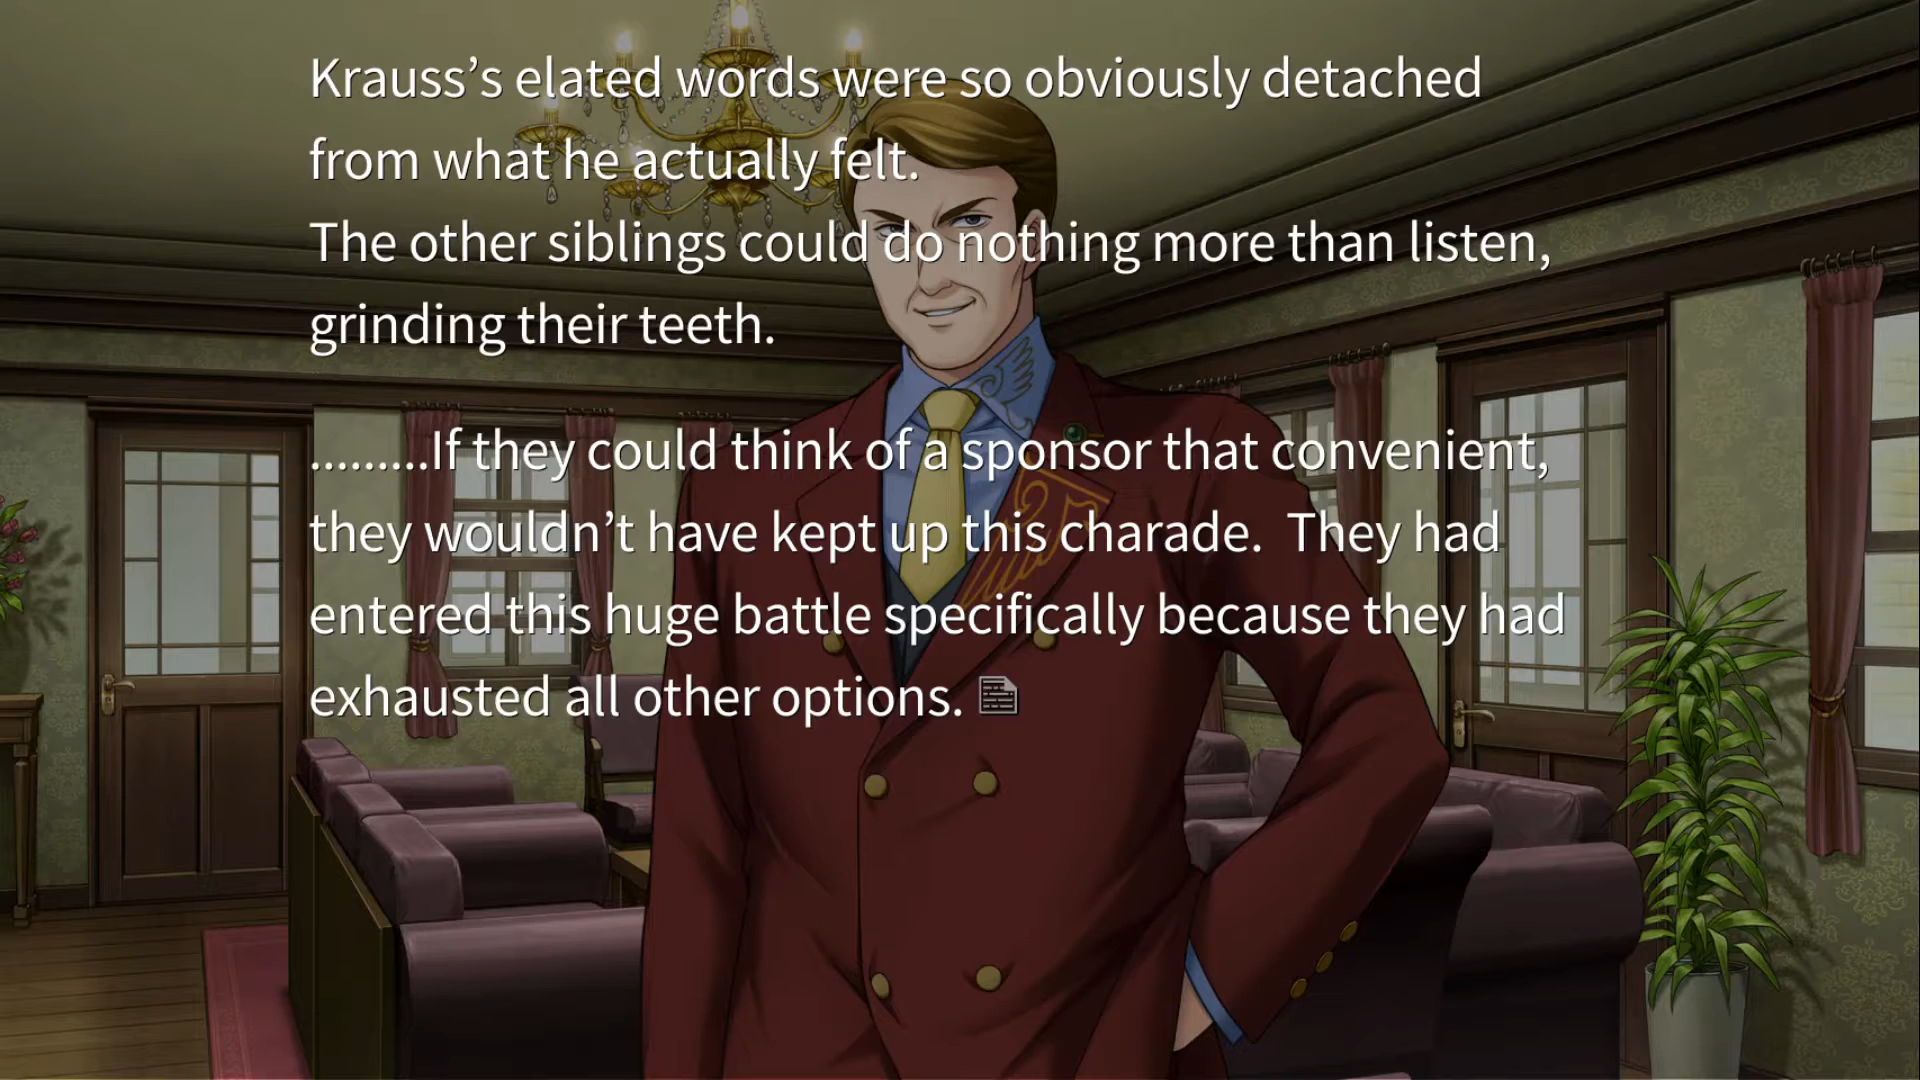 Krauss’s elated words were so obviously detached
from what he actually felt.
The other siblings could do nothing more than listen,
grinding their teeth.
.........If they could think of a sponsor that convenient,
they wouldn’t have kept up this charade.  They had
entered this huge battle specifically because they had
exhausted all other options.